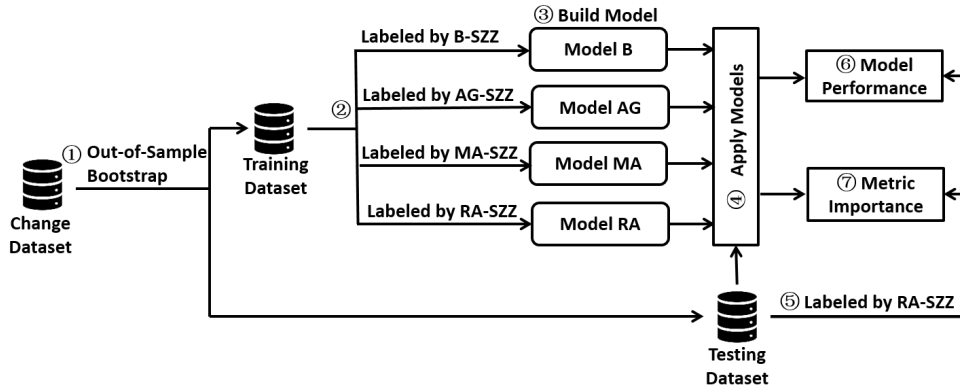 ① Out-of-Sample
Bootstrap
Change
Dataset
Training
Dataset
②
Labeled by B-SZZ
Labeled by AG-SZZ
Labeled by MA-SZZ
Labeled by RA-SZZ
③ Build Model
Model B
Model AG
Model MA
Model RA
④ Apply Models
Testing
Dataset
⑤ Labeled by RA-SZZ
⑥ Model
Performance
⑦ Metric
Importance